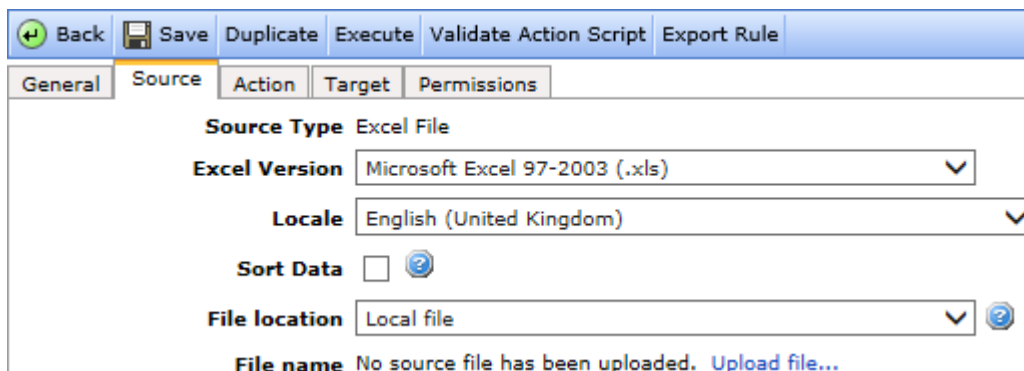 Back Save Duplicate Execute Validate Action Script Export Rule
General Source Action Target Permissions
Source Type Excel File
Excel Version Microsoft Excel 97-2003 (.xls)
Locale English (United Kingdom)
Sort Data
File location Local file
File name No source file has been uploaded. Upload file...